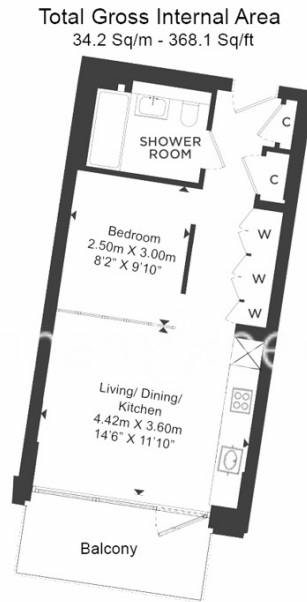 Total Gross Internal Area
34.2 Sq/m - 368.1 Sq/ft
C
SHOWER
ROOM
C
Bedroom
2.50m X 3.00m
8'2" X 9'10"
W
W
W
Living/ Dining/
Kitchen
4.42m X 3.60m
14'6" X 11'10"
Balcony